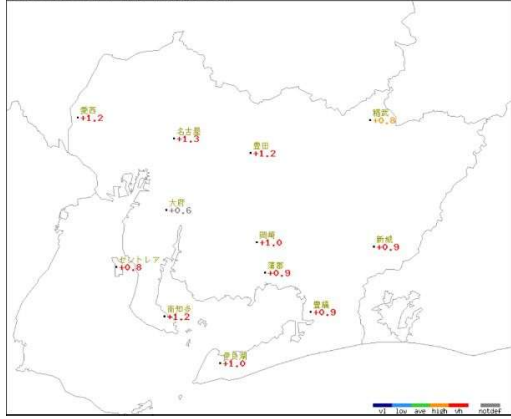 愛西
+1.2
名古屋
+1.3
豊田
+1.2
稲武
+0.8
大府
+0.6
岡崎
+1.0
新城
+0.9
セントレア
+0.8
蒲郡
+0.9
南知多
+1.2
豊橋
+0.9
伊良湖
+1.0
vl low ave high vh notdef